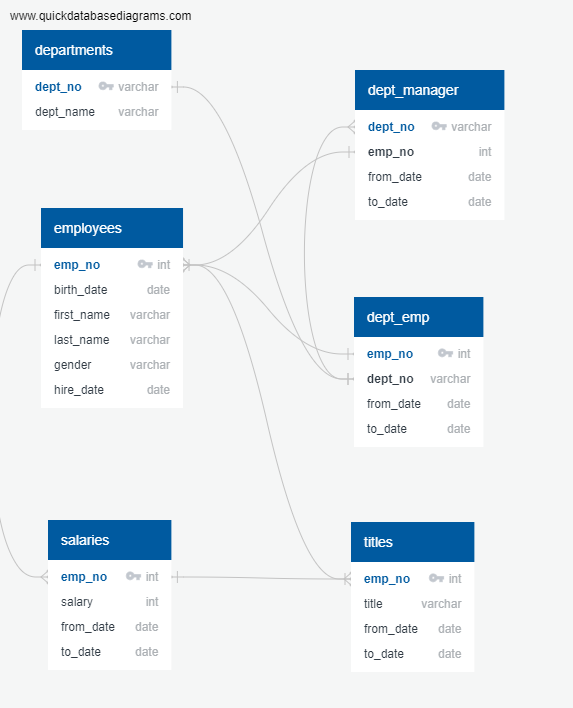 www.quickdatabasediagrams.com
departments
dept_no varchar
dept_name varchar
dept_manager
dept_no varchar
emp_no int
from_date date
to_date date
employees
emp_no int
birth_date date
first_name varchar
last_name varchar
gender varchar
hire_date date
dept_emp
emp_no int
dept_no varchar
from_date date
to_date date
salaries
emp_no int
salary int
from_date date
to_date date
titles
emp_no int
title varchar
from_date date
to_date date